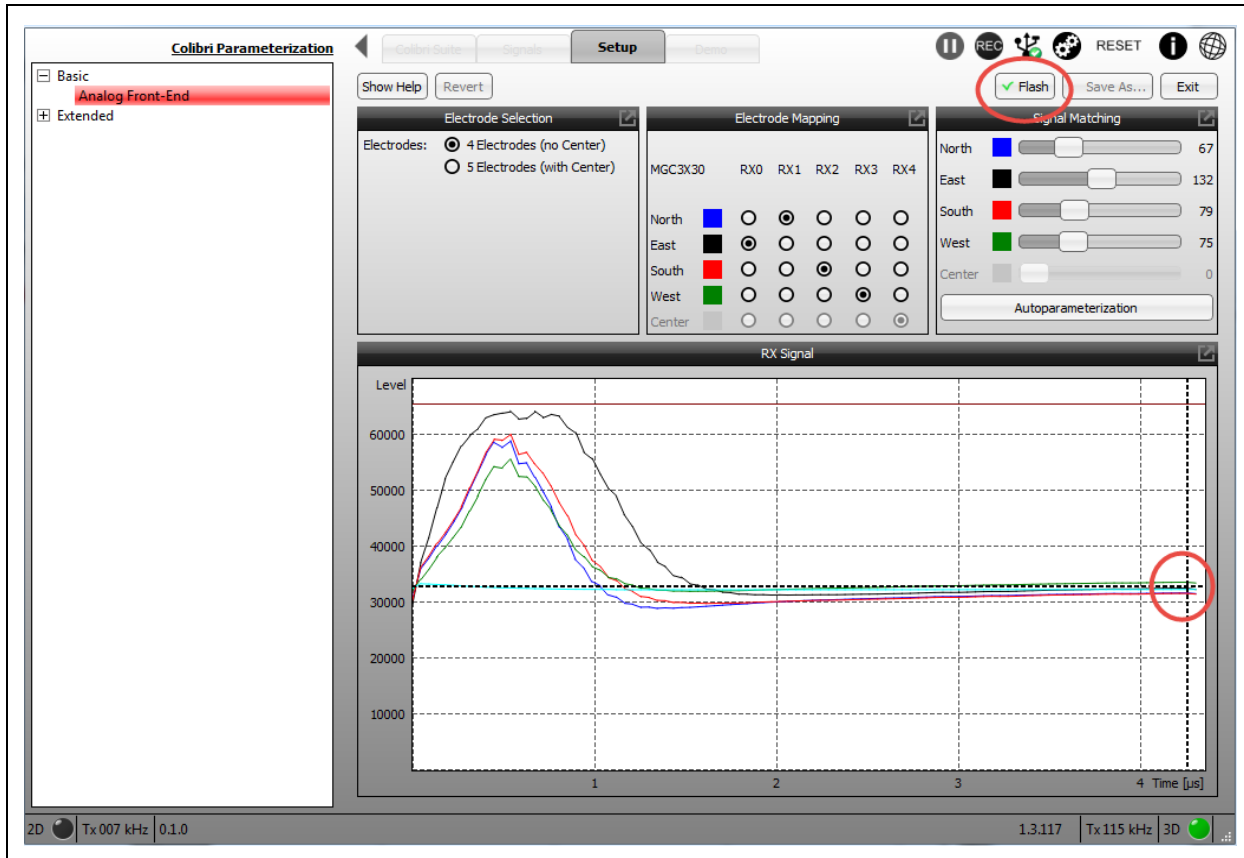 Colibri Parameterization
Colibri Suite Signals Setup Demo
REC RESET i
Basic
Analog Front-End
Extended
Show Help Revert
Flash Save As... Exit
Electrode Selection
Electrodes: 4 Electrodes (no Center)
5 Electrodes (with Center)
Electrode Mapping
MGC3X30 RX0 RX1 RX2 RX3 RX4
North
East
South
West
Center
Signal Matching
North 67
East 132
South 79
West 75
Center 0
Autoparameterization
RX Signal
Level
60000
50000
40000
30000
20000
10000
1 2 3 4 Time [µs]
2D Tx 007 kHz 0.1.0
1.3.117 Tx 115 kHz 3D